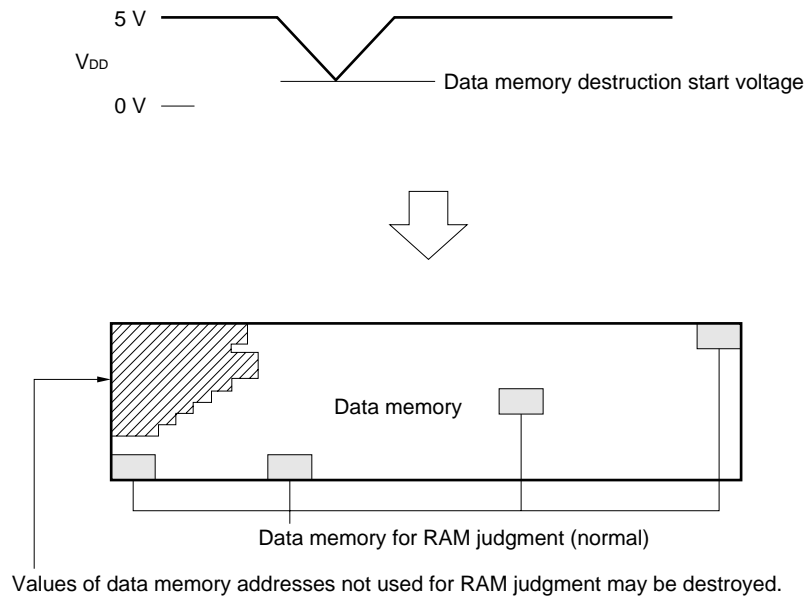 5 V
VDD
Data memory destruction start voltage
0 V
Data memory
Data memory for RAM judgment (normal)
Values of data memory addresses not used for RAM judgment may be destroyed.